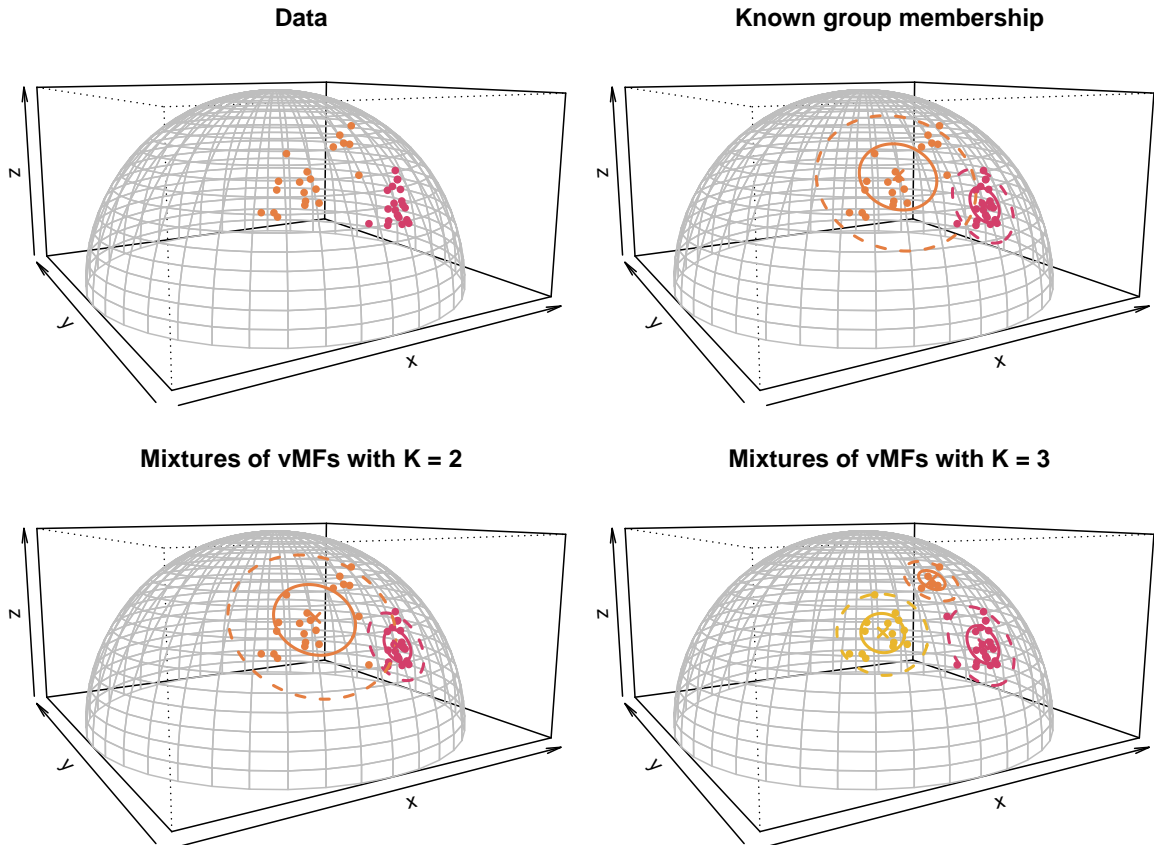 Data
Known group membership
z
y
x
z
y
x
Mixtures of vMFs with K = 2
Mixtures of vMFs with K = 3
z
y
x
z
y
x